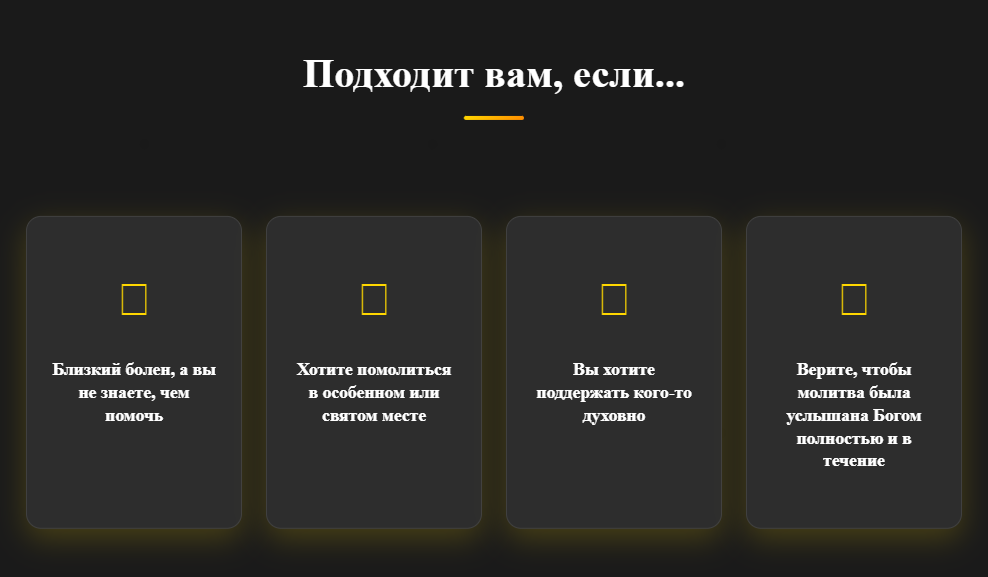 Подходит вам, если...
Близкий болен, а вы
не знаете, чем
помочь
Хотите помолиться
в особенном или
святом месте
Вы хотите
поддержать кого-то
духовно
Верите, чтобы
молитва была
услышана Богом
полностью и в
течение